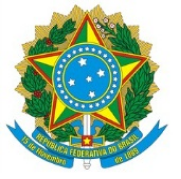 REPÚBLICA FEDERATIVA DO BRASIL
15 de Novembro
de 1889